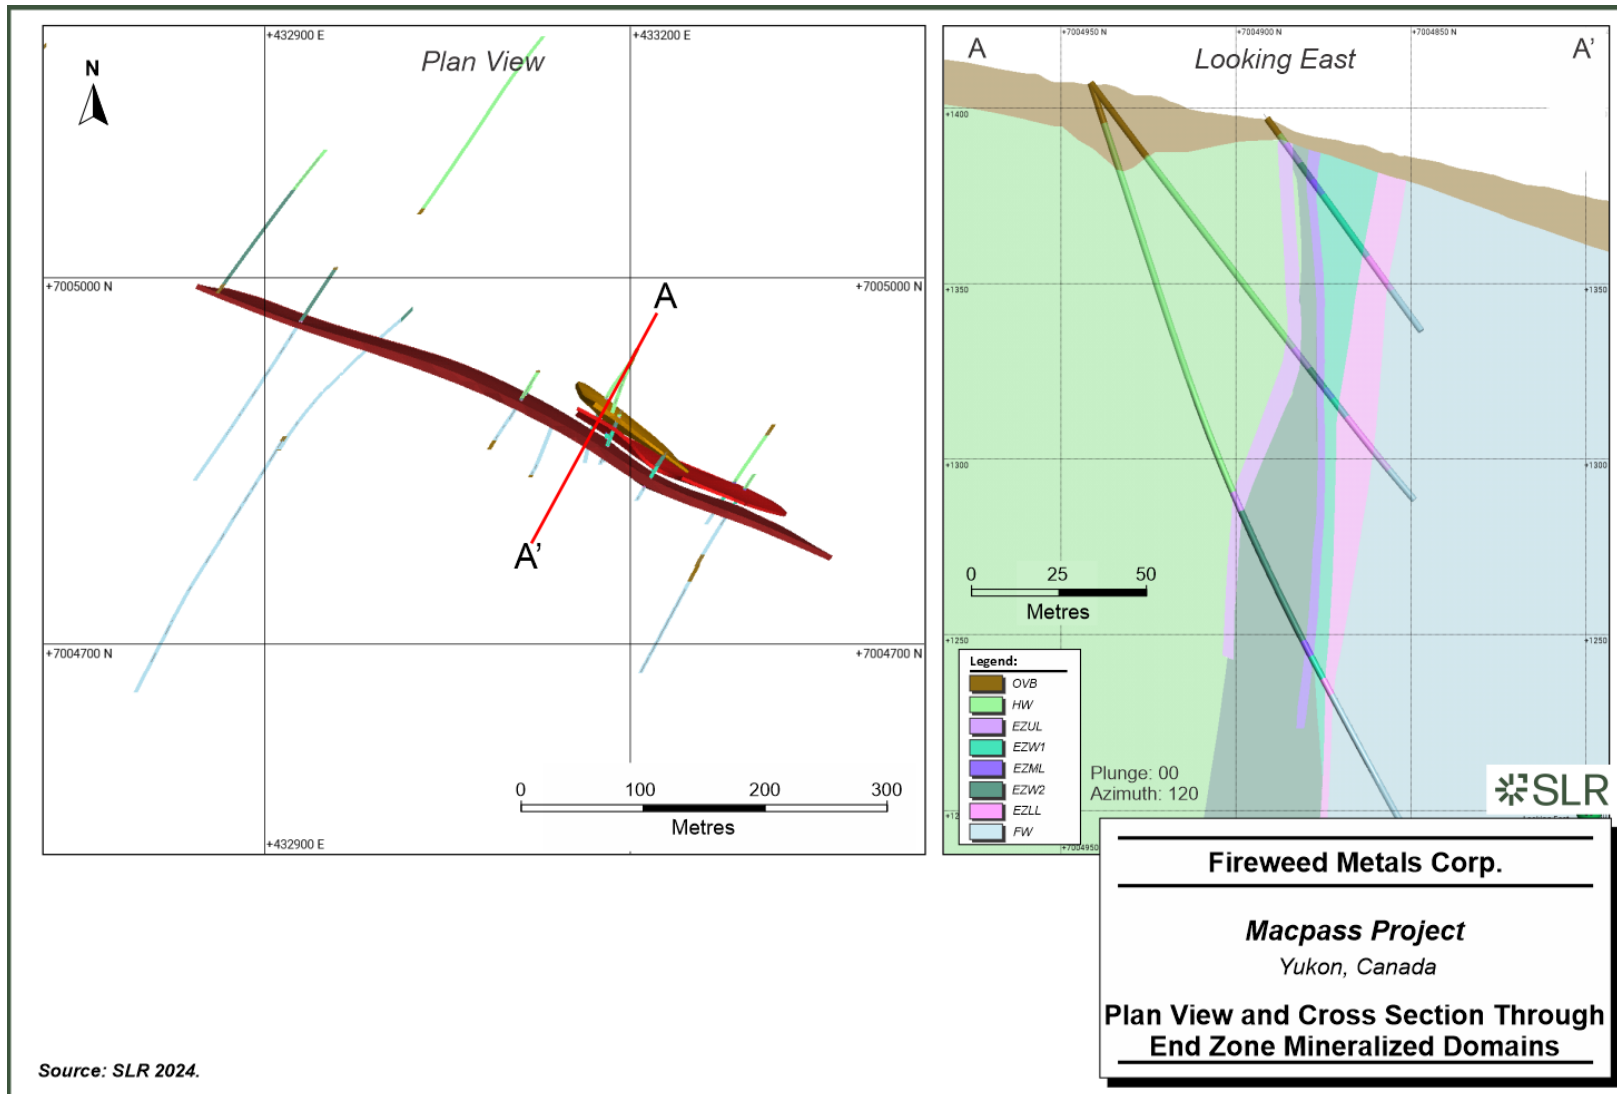 +432900 E
+433200 E
Plan View
N
+7005000 N
+7005000 N
A
A'
+7004700 N
+7004700 N
0 100 200 300
Metres
+432900 E
A
+7004950 N
+7004900 N
+7004850 N
A'
Looking East
+1400
+1350
+1300
0 25 50
Metres
+1250
+1250
Legend:
OVB
HW
EZUL
EZW1
EZML
EZW2
EZLL
FW
Plunge: 00
Azimuth: 120
SLR
+7004950
Fireweed Metals Corp.
Macpass Project
Yukon, Canada
Plan View and Cross Section Through
End Zone Mineralized Domains
Source: SLR 2024.